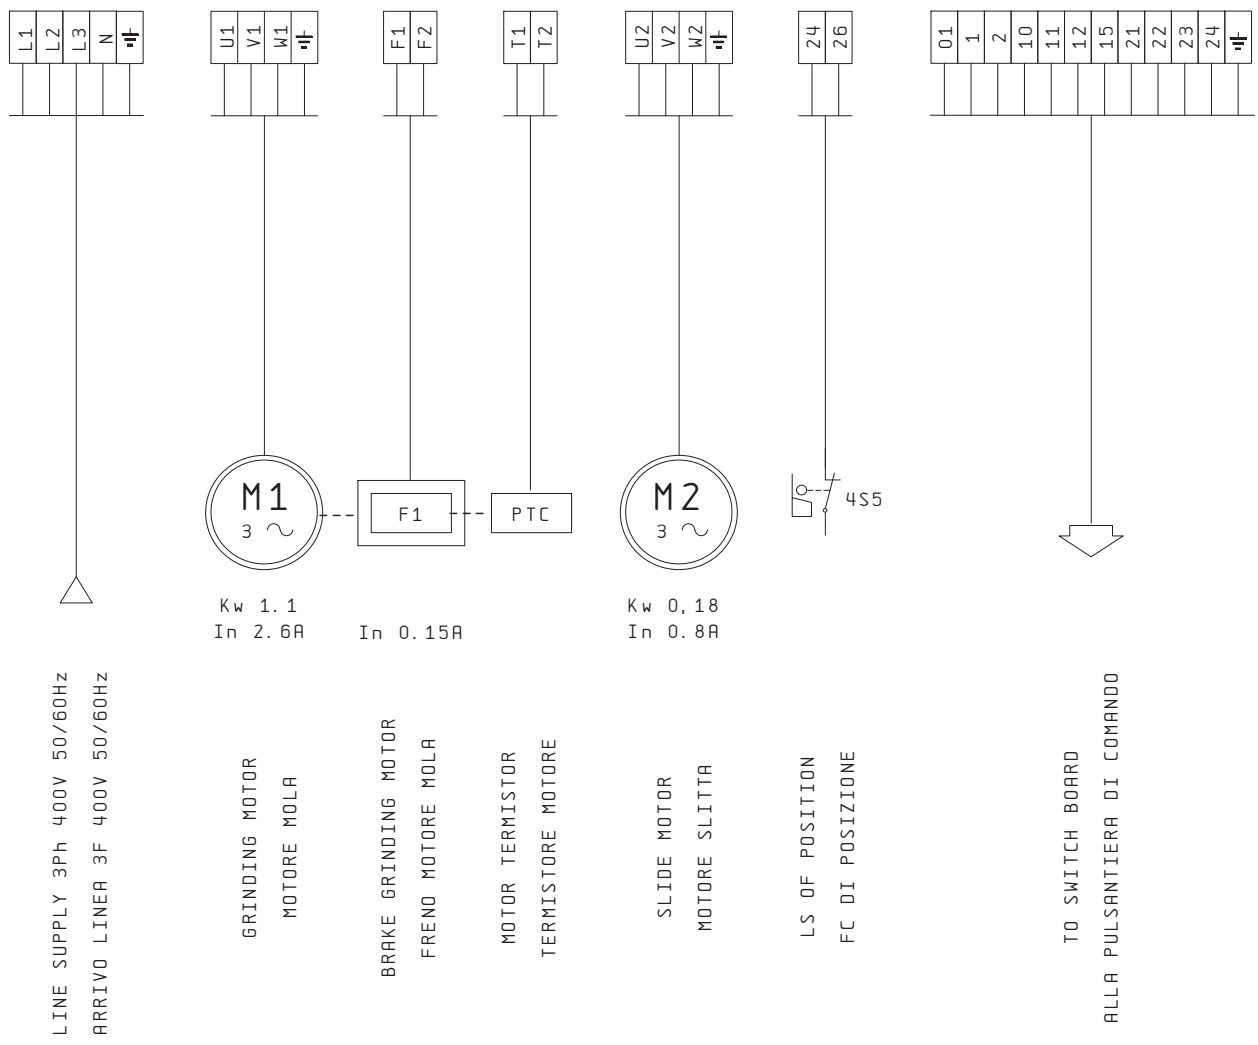 L1 L2 L3 N
U1 V1 W1
F1 F2
T1 T2
U2 V2 W2
24 26
01 1 2 10 11 12 15 21 22 23 24
M1
3
F1
PTC
M2
3
4S5
Kw 1.1
In 2.6A
In 0.15A
Kw 0,18
In 0.8A
LINE SUPPLY 3Ph 400V 50/60Hz
ARRIVO LINEA 3F 400V 50/60Hz
GRINDING MOTOR
MOTORE MOLA
BRAKE GRINDING MOTOR
FRENO MOTORE MOLA
MOTOR TERMISTOR
TERMISTORE MOTORE
SLIDE MOTOR
MOTORE SLITTA
LS OF POSITION
FC DI POSIZIONE
TO SWITCH BOARD
ALLA PULSANTIERA DI COMANDO